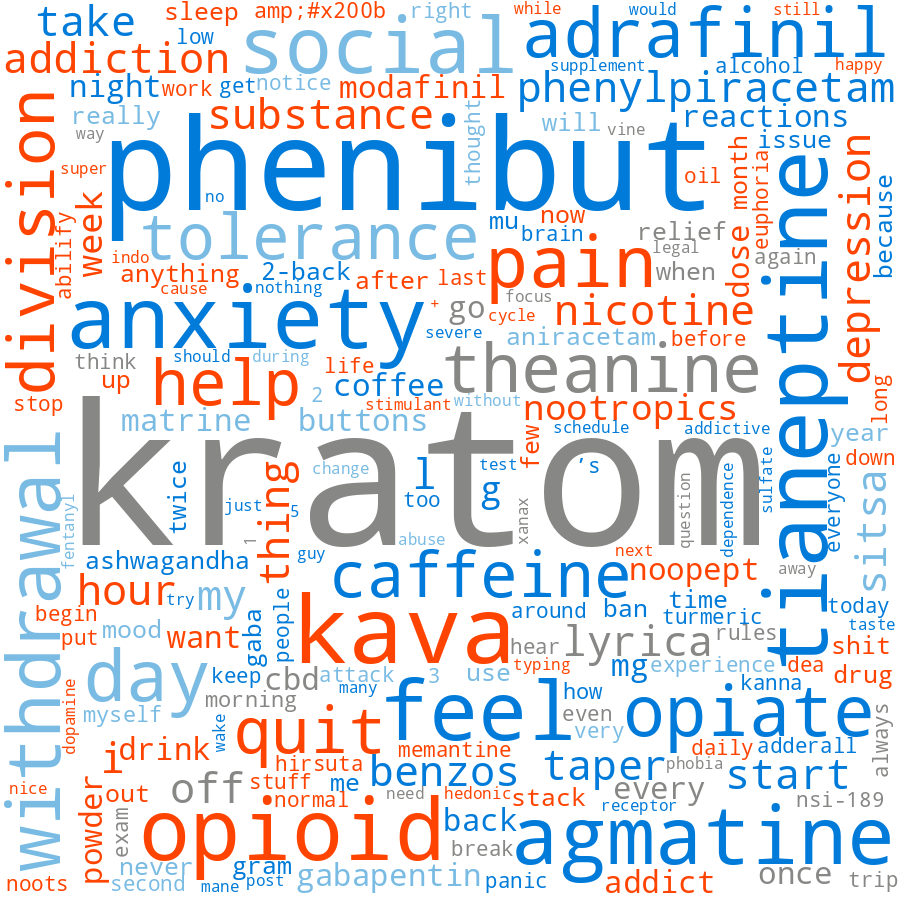 take
sleep
amp;#x200b
right
while
would
still
low
social
adrafinil
addiction
supplement
alcohol
happy
night
work
get
notice
modafinil
phenylpiracetam
really
substance
thought
will
vine
reactions
way
issue
division
super
phenibut
no
oil
month
euphoria
depression
because
abilify
week
tolerance
mu
now
brain
relief
legal
again
tianeptine
indo
anything
cause
2-back
nothing
after
last
pain
when
dose
anxiety
+
go
focus
cycle
nicotine
severe
aniracetam
before
think
should
during
life
theanine
up
help
2
coffee
stimulant
without
long
stop
matrine
buttons
nootropics
schedule
addictive
year
kratom
few
down
withdrawal
fentanyl
twice
thing
change
l
too
g
test
’s
xanax
question
dependence
sulfate
everyone
sitsa
just
5
1
guy
abuse
next
away
ashwagandha
caffeine
noopept
hour
try
my
people
kava
around
ban
time
turmeric
today
taste
begin
put
mood
want
gaba
hear
lyrica
rules
shit
typing
day
keep
cbd
attack
many
3
use
mg
experience
dea
drug
dopamine
myself
morning
wake
feel
how
kanna
even
very
opiate
always
quit
i
drink
memantine
daily
adderall
hirsuta
phobia
nice
powder
out
off
stuff
me
benzos
taper
every
start
normal
need
hedonic
stack
receptor
nsi-189
exam
opioid
back
agmatine
break
noots
never
second
gram
mane
post
gabapentin
panic
addict
once
trip